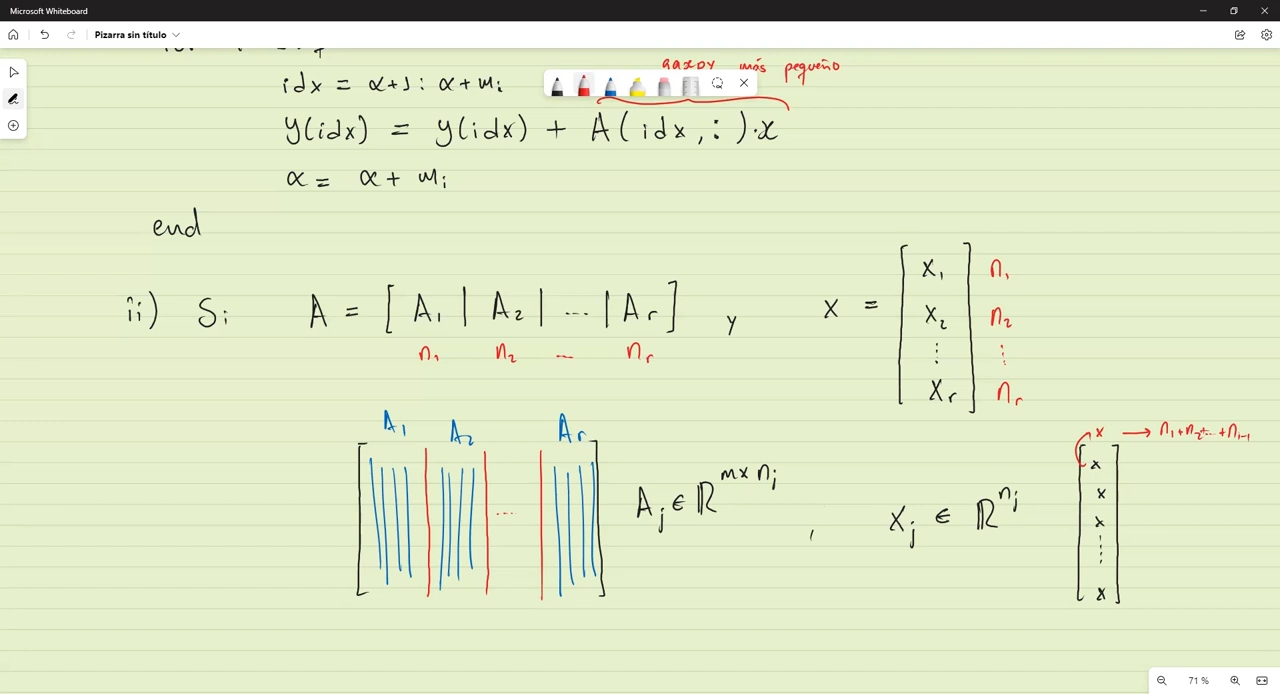 Microsoft Whiteboard
Pizarra sin título
gaxpy más pequeño
idx = α+1 : α+mᵢ
y(idx) = y(idx) + A(idx, :)·x
α = α + mᵢ
end
ii) Si A = [ A₁ | A₂ | ... | Aᵣ ] y x = [ x₁ x₂ ⋮ xᵣ ]
n₁ n₂ ... nᵣ
n₁
n₂
⋮
nᵣ
A₁ A₂ Aᵣ
...
Aⱼ ∈ ℝ^{m×nⱼ} , xⱼ ∈ ℝ^{nⱼ}
x → n₁+n₂+...+nⱼ₋₁
x
x
x
⋮
x
71 %